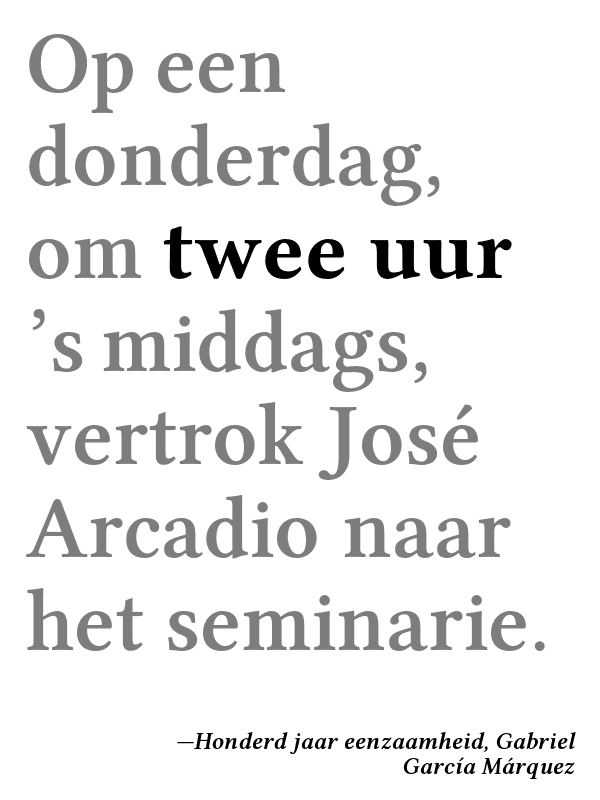 Op een
donderdag,
om twee uur
’s middags,
vertrok José
Arcadio naar
het seminarie.
—Honderd jaar eenzaamheid, Gabriel
García Márquez